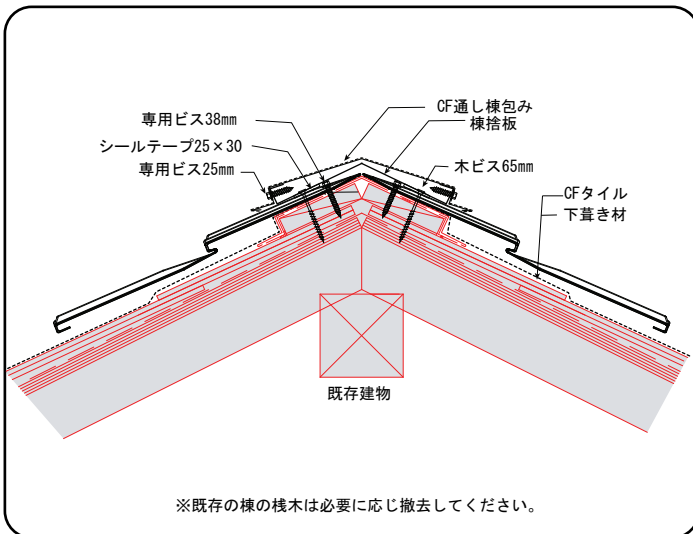 専用ビス38mm
シールテープ25×30
専用ビス25mm
CF通し棟包み
棟捨板
木ビス65mm
CFタイル
下葺き材
既存建物
※既存の棟の桟木は必要に応じ撤去してください。